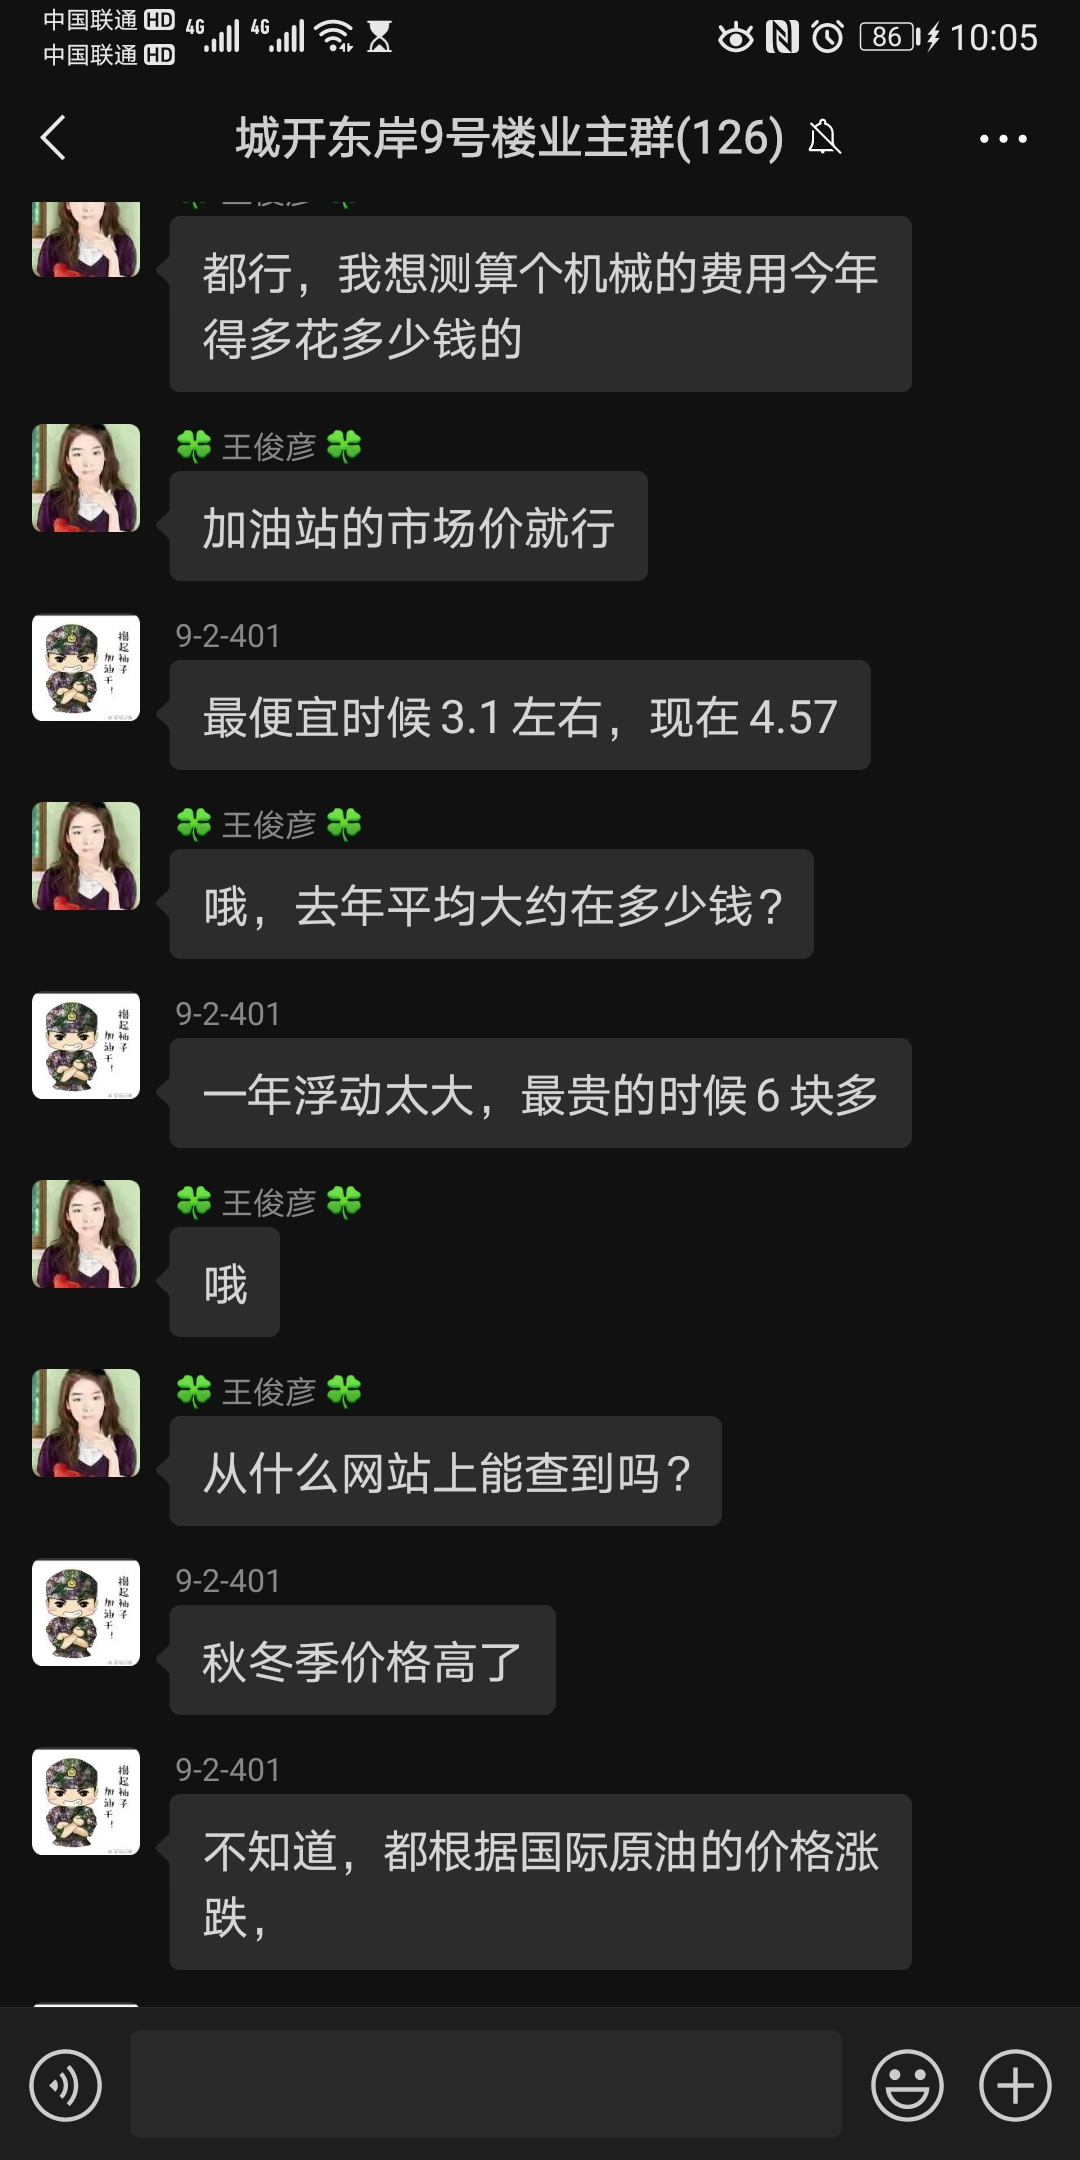 中国联通 HD 4G 4G 86 10:05
中国联通 HD
城开东岸9号楼业主群(126)
都行，我想测算个机械的费用今年
得多花多少钱的
🍀 王俊彦 🍀
加油站的市场价就行
9-2-401
最便宜时候3.1左右，现在4.57
🍀 王俊彦 🍀
哦，去年平均大约在多少钱？
9-2-401
一年浮动太大，最贵的时候6块多
🍀 王俊彦 🍀
哦
🍀 王俊彦 🍀
从什么网站上能查到吗？
9-2-401
秋冬季价格高了
9-2-401
不知道，都根据国际原油的价格涨
跌，